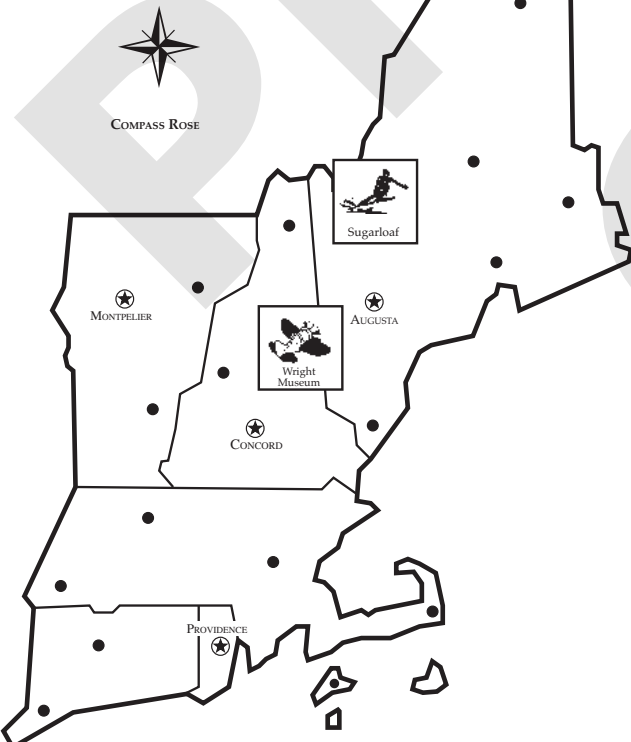 Compass Rose
Sugarloaf
Montpelier
Augusta
Wright
Museum
Concord
Providence